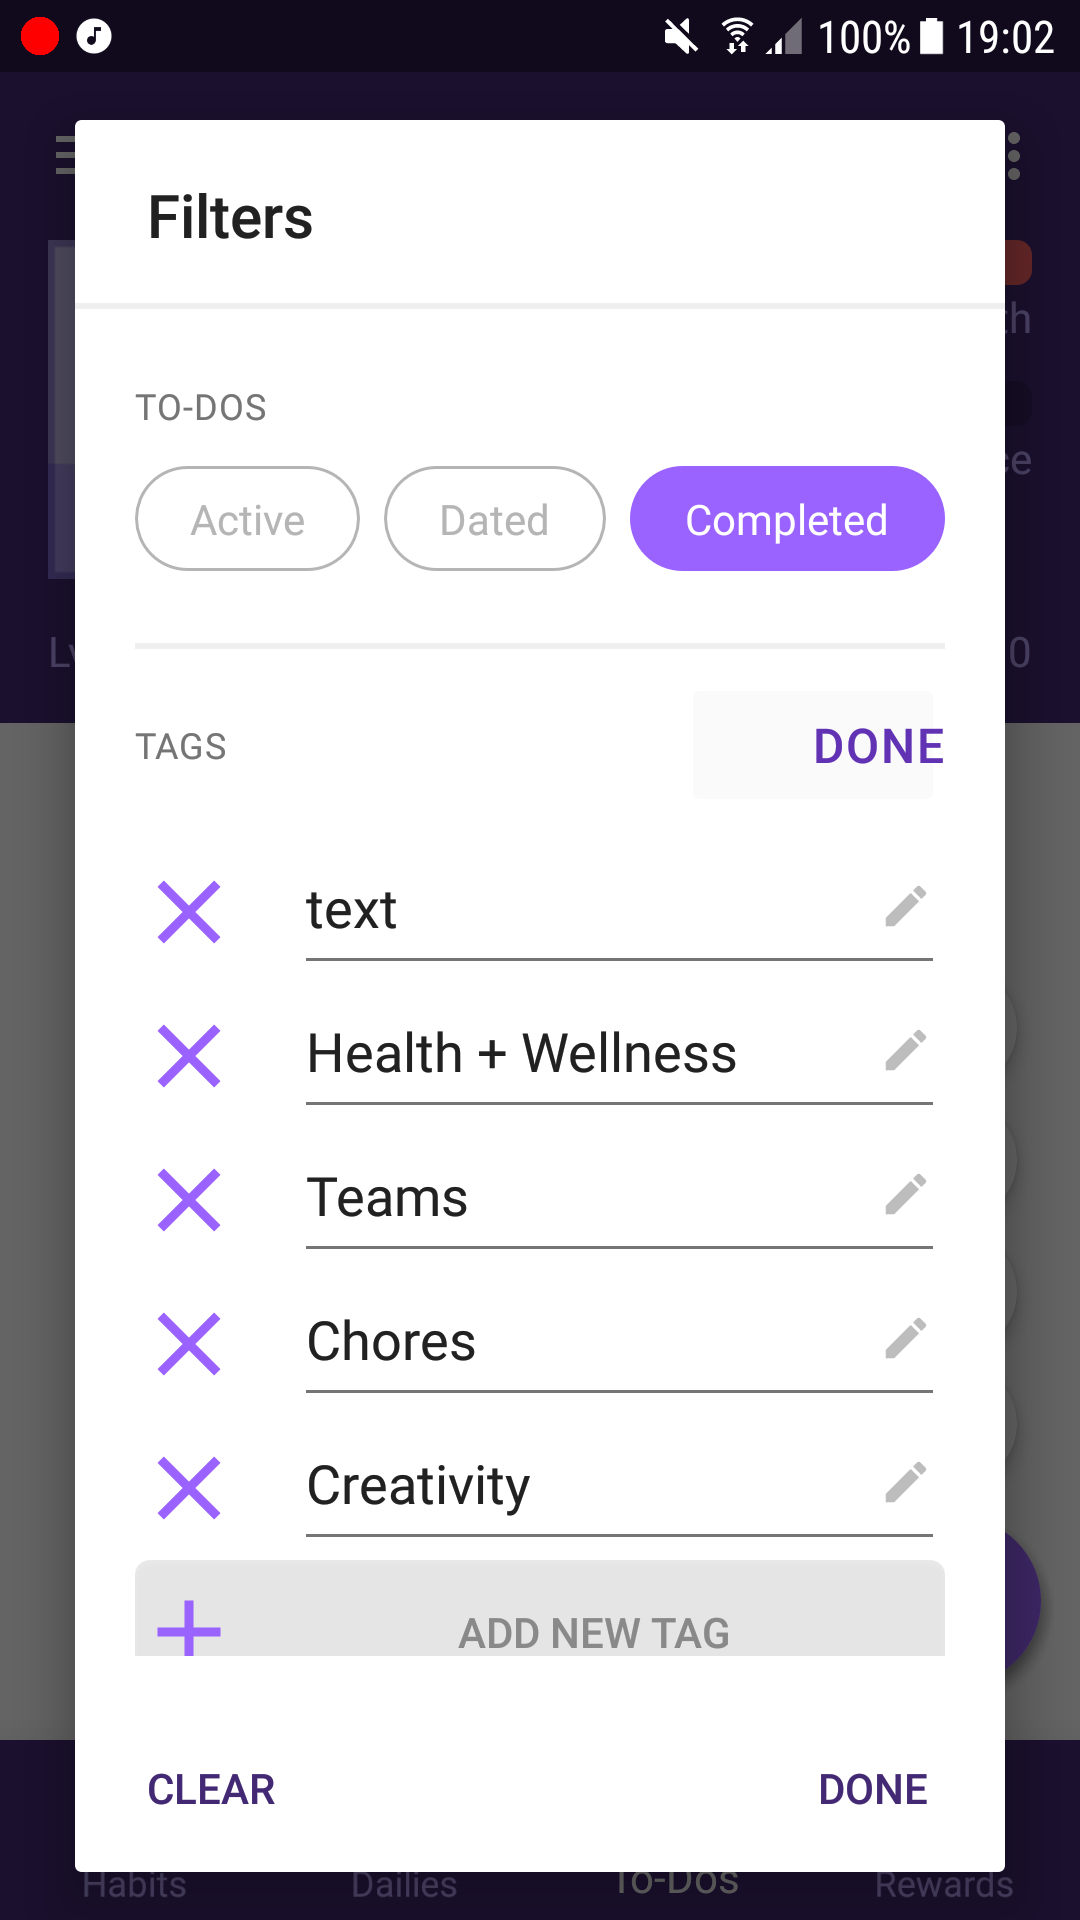 100% 19:02
Filters
TO-DOS
Active Dated Completed
TAGS DONE
text
Health + Wellness
Teams
Chores
Creativity
ADD NEW TAG
CLEAR DONE
Habits Dailies To-Dos Rewards